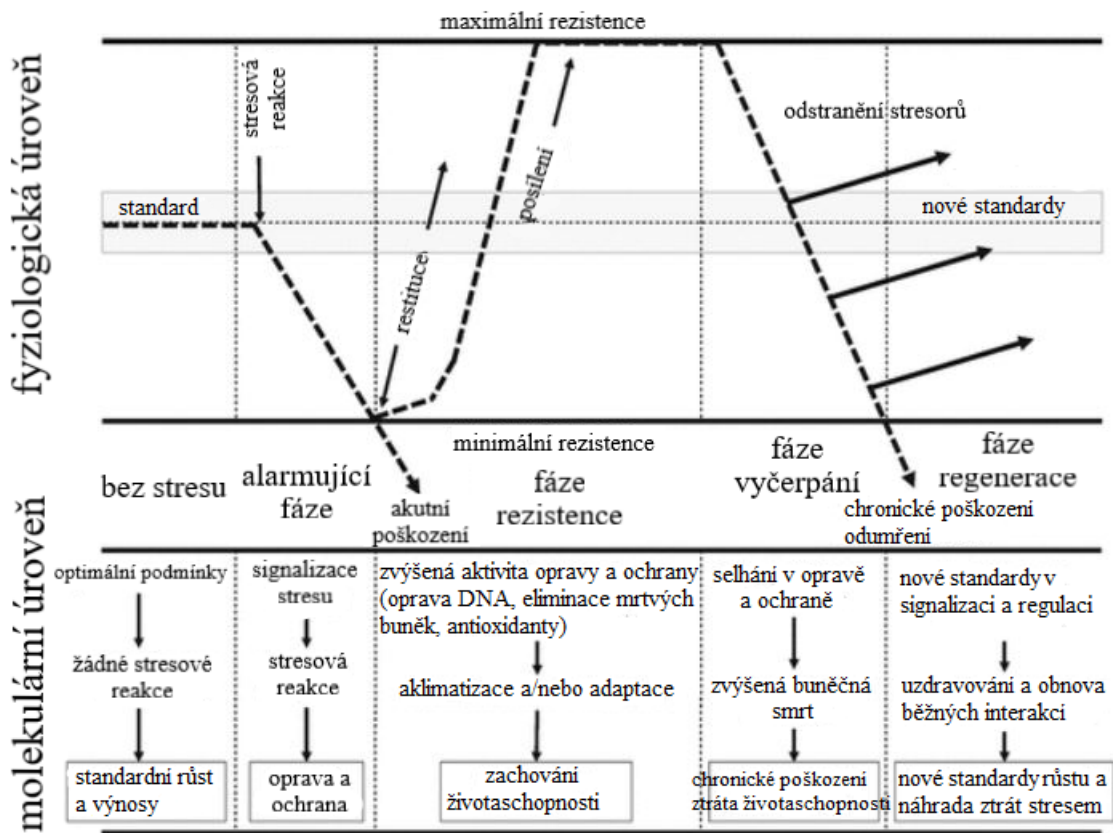 maximální rezistence
fyziologická úroveň
stresová
reakce
standard
restituce
posílení
odstranění stresorů
nové standardy
minimální rezistence
bez stresu
alarmující
fáze
akutní
poškození
fáze
rezistence
fáze
vyčerpání
chronické poškození
odumření
fáze
regenerace
molekulární úroveň
optimální podmínky
žádné stresové
reakce
standardní růst
a výnosy
signalizace
stresu
stresová
reakce
oprava a
ochrana
zvýšená aktivita opravy a ochrany
(oprava DNA, eliminace mrtvých
buněk, antioxidanty)
aklimatizace a/nebo adaptace
zachování
životaschopnosti
selhání v opravě
a ochraně
zvýšená buněčná
smrt
chronické poškození
ztráta životaschopnosti
nové standardy v
signalizaci a regulaci
uzdravování a obnova
běžných interakcí
nové standardy růstu a
náhrada ztrát stresem